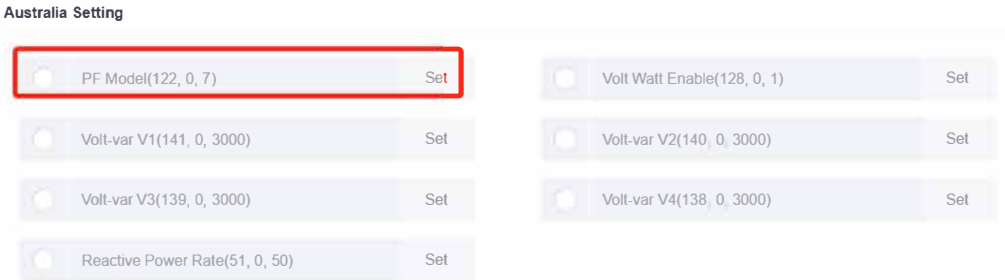 Australia Setting
PF Model(122, 0, 7) Set Volt Watt Enable(128, 0, 1) Set
Volt-var V1(141, 0, 3000) Set Volt-var V2(140, 0, 3000) Set
Volt-var V3(139, 0, 3000) Set Volt-var V4(138, 0, 3000) Set
Reactive Power Rate(51, 0, 50) Set